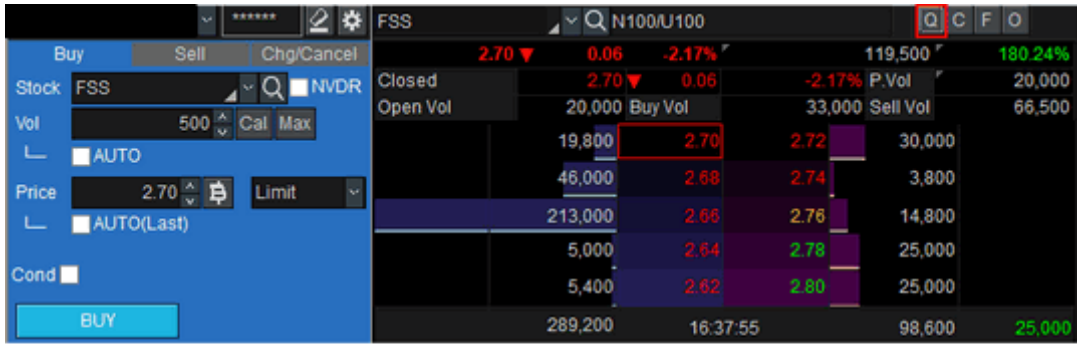 ****** FSS N100/U100 Q C F O
Buy Sell Chg/Cancel 2.70 ▼ 0.06 -2.17% 119,500 180.24%
Stock FSS NVDR Closed 2.70 ▼ 0.06 -2.17% P.Vol 20,000
Open Vol 20,000 Buy Vol 33,000 Sell Vol 66,500
Vol 500 Cal Max
19,800 2.70 2.72 30,000
AUTO
Price 2.70 Limit 46,000 2.68 2.74 3,800
AUTO(Last) 213,000 2.66 2.76 14,800
5,000 2.64 2.78 25,000
Cond
5,400 2.62 2.80 25,000
BUY 289,200 16:37:55 98,600 25,000